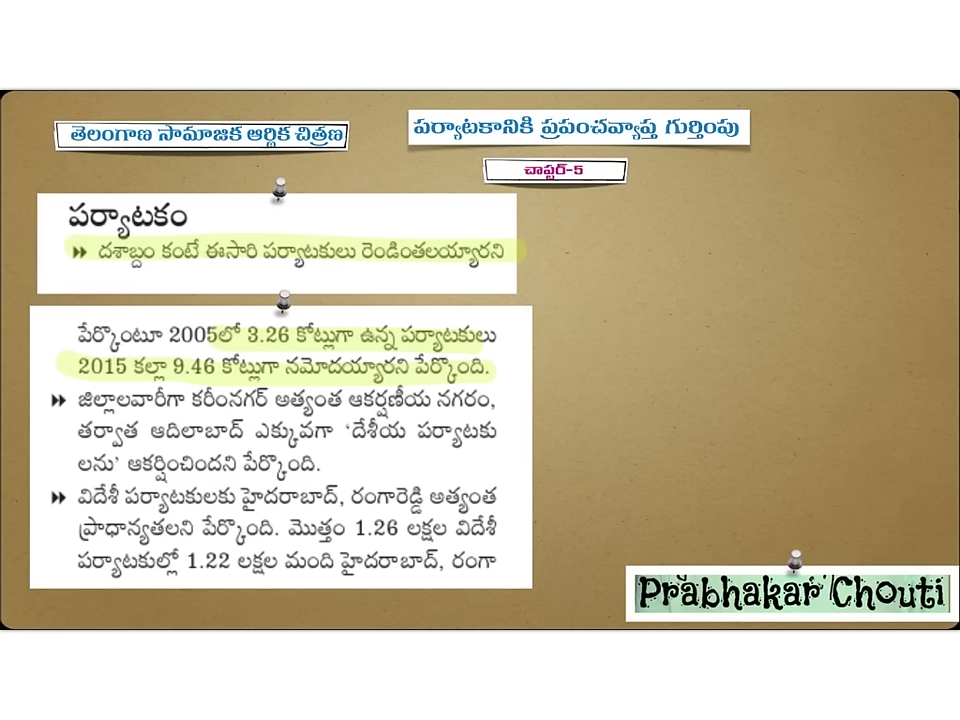 తెలంగాణ సామాజిక ఆర్థిక చిత్రణ
పర్యాటకానికి ప్రపంచవ్యాప్త గుర్తింపు
చాప్టర్-5
పర్యాటకం
దశాబ్దం కంటే ఈసారి పర్యాటకులు రెండింతలయ్యారని
పేర్కొంటూ 2005లో 3.26 కోట్లుగా ఉన్న పర్యాటకులు
2015 కల్లా 9.46 కోట్లుగా నమోదయ్యారని పేర్కొంది.
జిల్లాలవారీగా కరీంనగర్ అత్యంత ఆకర్షణీయ నగరం,
తర్వాత ఆదిలాబాద్ ఎక్కువగా ‘దేశీయ పర్యాటకు
లను’ ఆకర్షించిందని పేర్కొంది.
విదేశీ పర్యాటకులకు హైదరాబాద్, రంగారెడ్డి అత్యంత
ప్రాధాన్యతలని పేర్కొంది. మొత్తం 1.26 లక్షల విదేశీ
పర్యాటకుల్లో 1.22 లక్షల మంది హైదరాబాద్, రంగా
Prabhakar Chouti